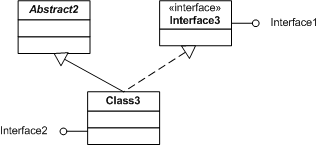 Abstract2
«interface»
Interface3
Interface1
Class3
Interface2